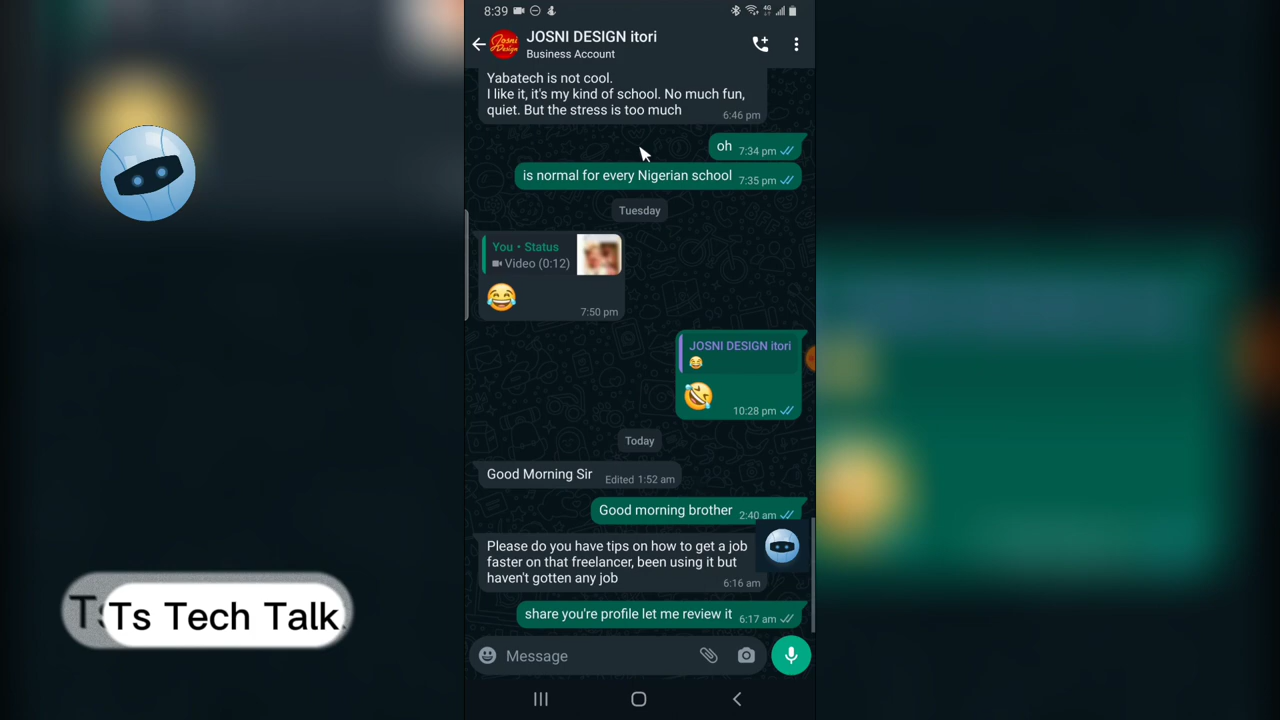 8:39
4G
Josni
Design
JOSNI DESIGN itori
Business Account
Yabatech is not cool.
I like it, it's my kind of school. No much fun,
quiet. But the stress is too much
6:46 pm
oh 7:34 pm
is normal for every Nigerian school 7:35 pm
Tuesday
You • Status
Video (0:12)
😂
7:50 pm
JOSNI DESIGN itori
😂
🤣
10:28 pm
Today
Good Morning Sir Edited 1:52 am
Good morning brother 2:40 am
Please do you have tips on how to get a job
faster on that freelancer, been using it but
haven't gotten any job
6:16 am
share you're profile let me review it 6:17 am
Message
Ts Tech Talk